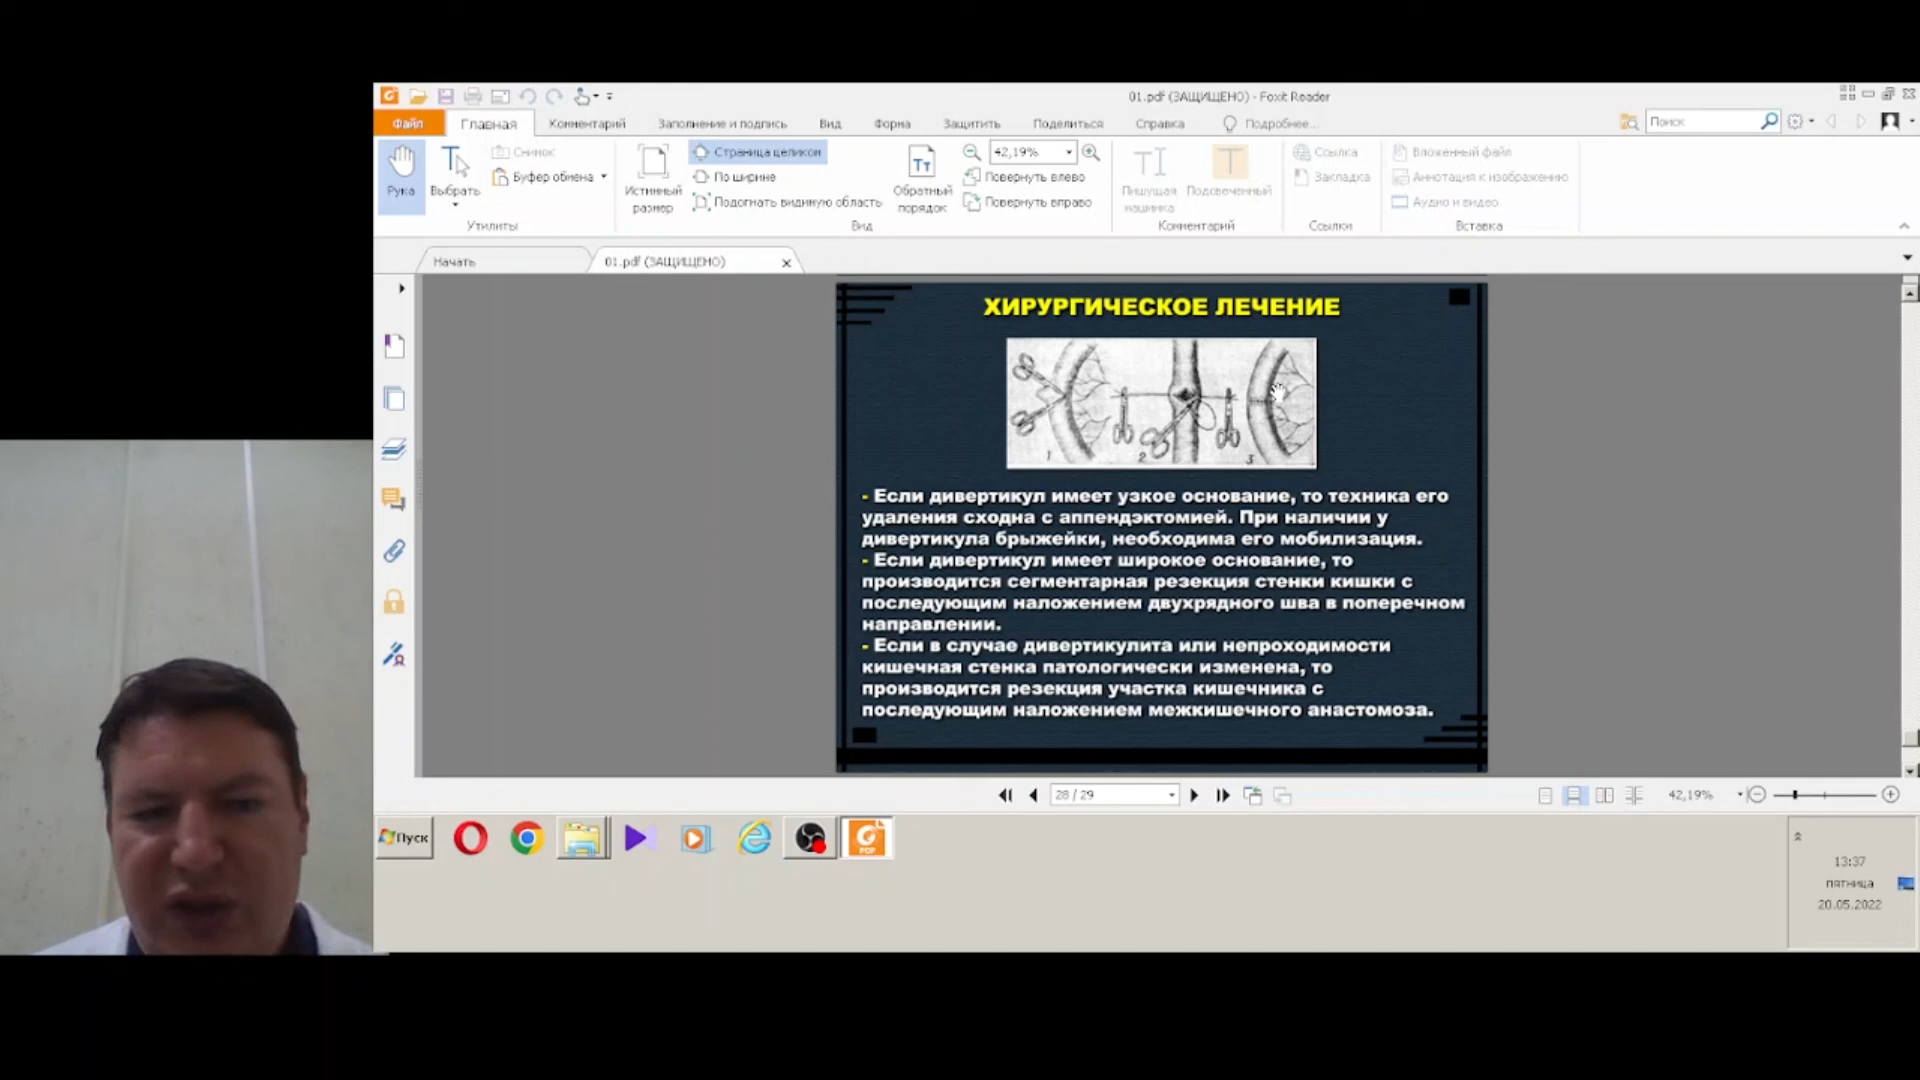 01.pdf (ЗАЩИЩЕНО) - Foxit Reader
Файл Главная Комментарий Заполнение и подпись Вид Форма Защитить Поделиться Справка Подробнее... Поиск
Рука
Выбрать
Снимок
Буфер обмена
Утилиты
Истинный размер
Страница целиком
По ширине
Подогнать видимую область
Обратный порядок
42,19%
Повернуть влево
Повернуть вправо
Вид
Пишущая машинка
Подсвеченный
Комментарий
Ссылка
Закладка
Ссылки
Вложенный файл
Аннотация к изображению
Аудио и видео
Вставка
Начать
01.pdf (ЗАЩИЩЕНО)
ХИРУРГИЧЕСКОЕ ЛЕЧЕНИЕ
1 2 3
- Если дивертикул имеет узкое основание, то техника его
удаления сходна с аппендэктомией. При наличии у
дивертикула брыжейки, необходима его мобилизация.
- Если дивертикул имеет широкое основание, то
производится сегментарная резекция стенки кишки с
последующим наложением двухрядного шва в поперечном
направлении.
- Если в случае дивертикулита или непроходимости
кишечная стенка патологически изменена, то
производится резекция участка кишечника с
последующим наложением межкишечного анастомоза.
28 / 29
42,19%
Пуск
PDF
13:37
пятница
20.05.2022